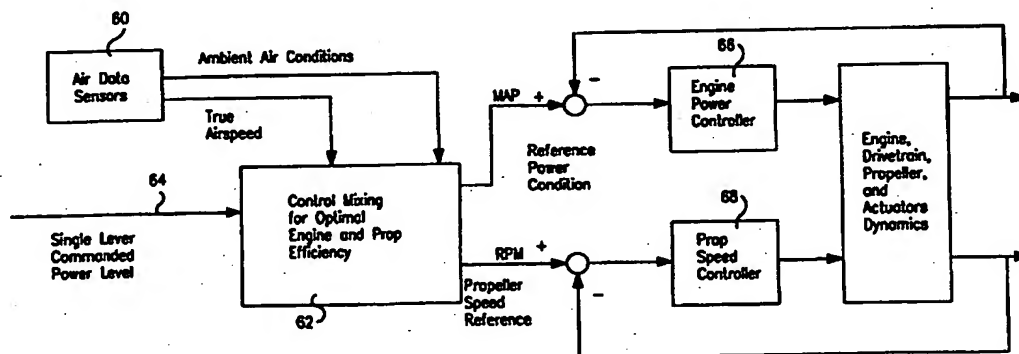 60
Air Data
Sensors
Ambient Air Conditions
True
Airspeed
64
Single Lever
Commanded
Power Level
Control Mixing
for Optimal
Engine and Prop
Efficiency
62
MAP +
-
Reference
Power
Condition
RPM +
-
Propeller
Speed
Reference
66
Engine
Power
Controller
68
Prop
Speed
Controller
Engine,
Drivetrain,
Propeller,
and
Actuators
Dynamics